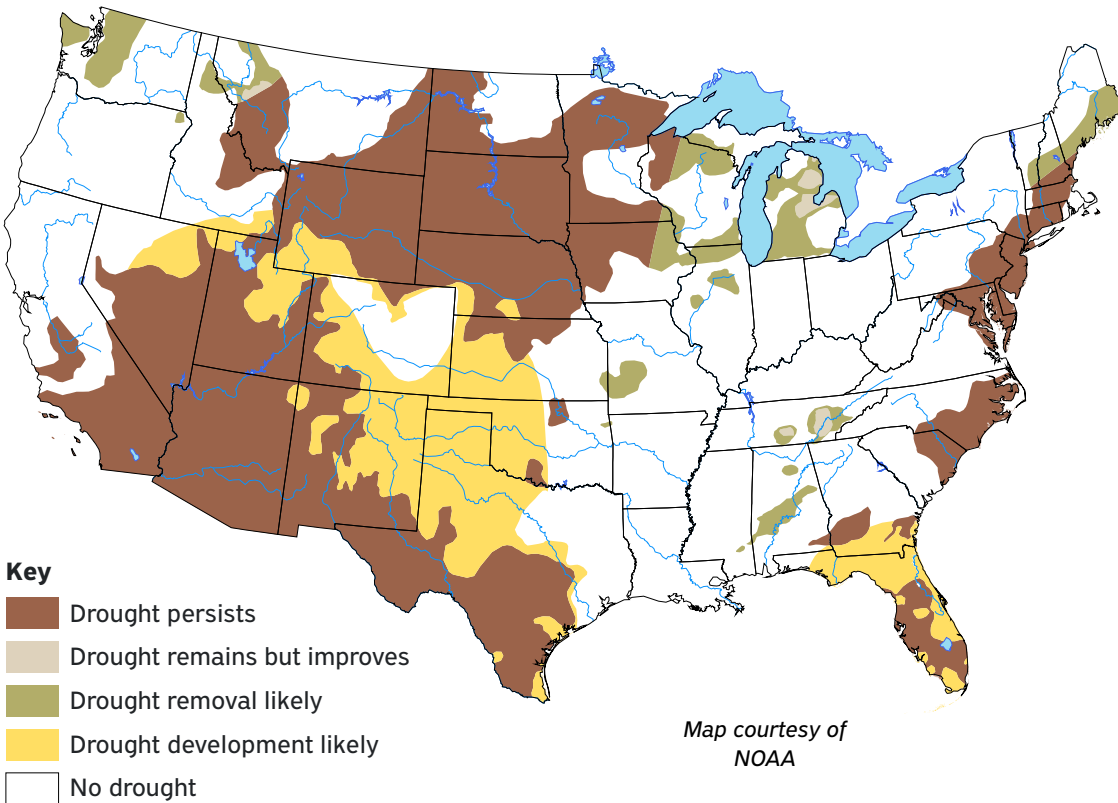 Key
Drought persists
Drought remains but improves
Drought removal likely
Drought development likely
No drought
Map courtesy of
NOAA